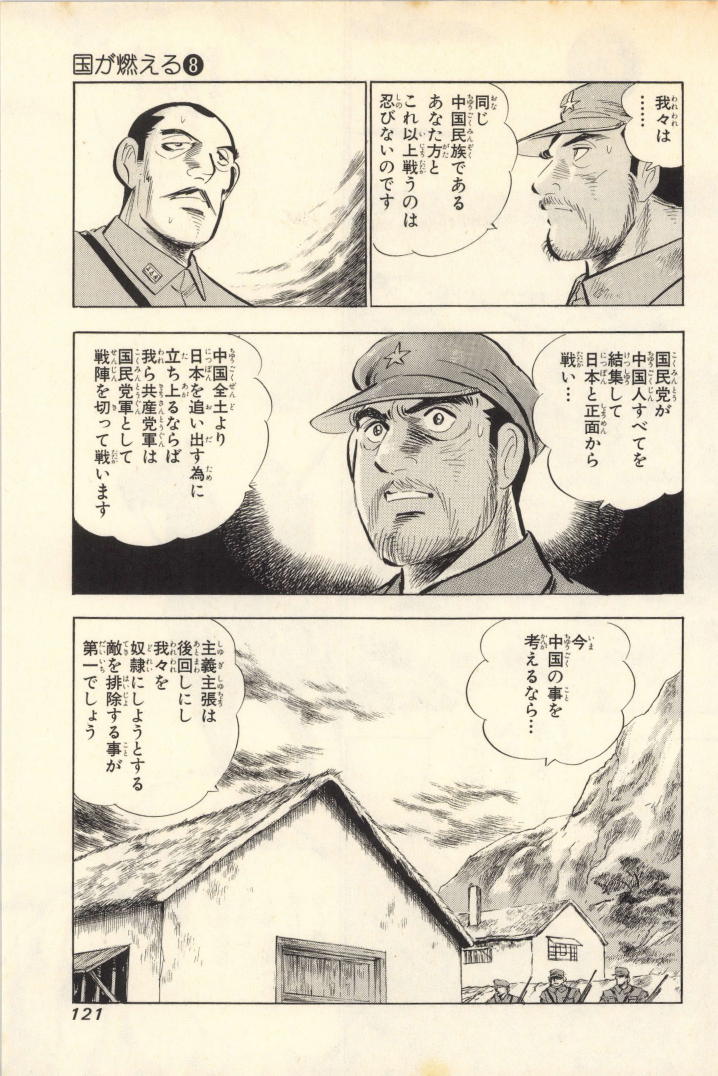 国が燃える8
我々は
……
同じ
中国民族である
あなた方と
これ以上戦うのは
忍びないのです
国民党が
中国人すべてを
結集して
日本と正面から
戦い…
中国全土より
日本を追い出す為に
立ち上るならば
我ら共産党軍は
国民党軍として
戦陣を切って戦います
今
中国の事を
考えるなら…
主義主張は
後回しにし
我々を
奴隷にしようとする
敵を排除する事が
第一でしょう
121